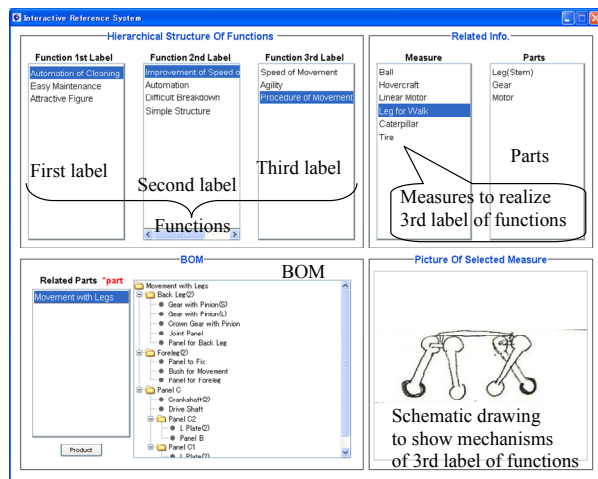 Interactive Reference System
Hierarchical Structure Of Functions
Function 1st Label
Automation of Cleaning
Easy Maintenance
Attractive Figure
First label
Function 2nd Label
Improvement of Speed o
Automation
Difficult Breakdown
Simple Structure
Second label
Function 3rd Label
Speed of Movement
Agility
Procedure of Movement
Third label
Functions
Related Info.
Measure
Ball
Hovercraft
Linear Motor
Leg for Walk
Caterpillar
Tire
Parts
Leg(Stem)
Gear
Motor
Parts
Measures to realize
3rd label of functions
BOM
BOM
Related Parts *part
Movement with Legs
Product
Movement with Legs
Back Leg(2)
Gear with Pinion(S)
Gear with Pinion(L)
Crown Gear with Pinion
Joint Panel
Panel for Back Leg
Foreleg(2)
Panel to Fix
Bush for Movement
Panel for Foreleg
Panel C
Crankshaft(2)
Drive Shaft
Panel C2
L Plate(2)
Panel B
Panel C1
L Plate(2)
Picture Of Selected Measure
Schematic drawing
to show mechanisms
of 3rd label of functions